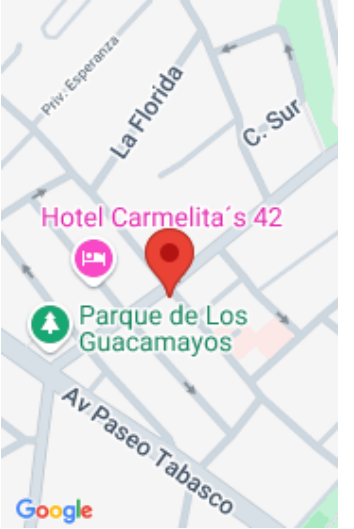 Priv. Esperanza
La Florida
C. Sur
Hotel Carmelita´s 42
Parque de Los
Guacamayos
Av Paseo Tabasco
Google